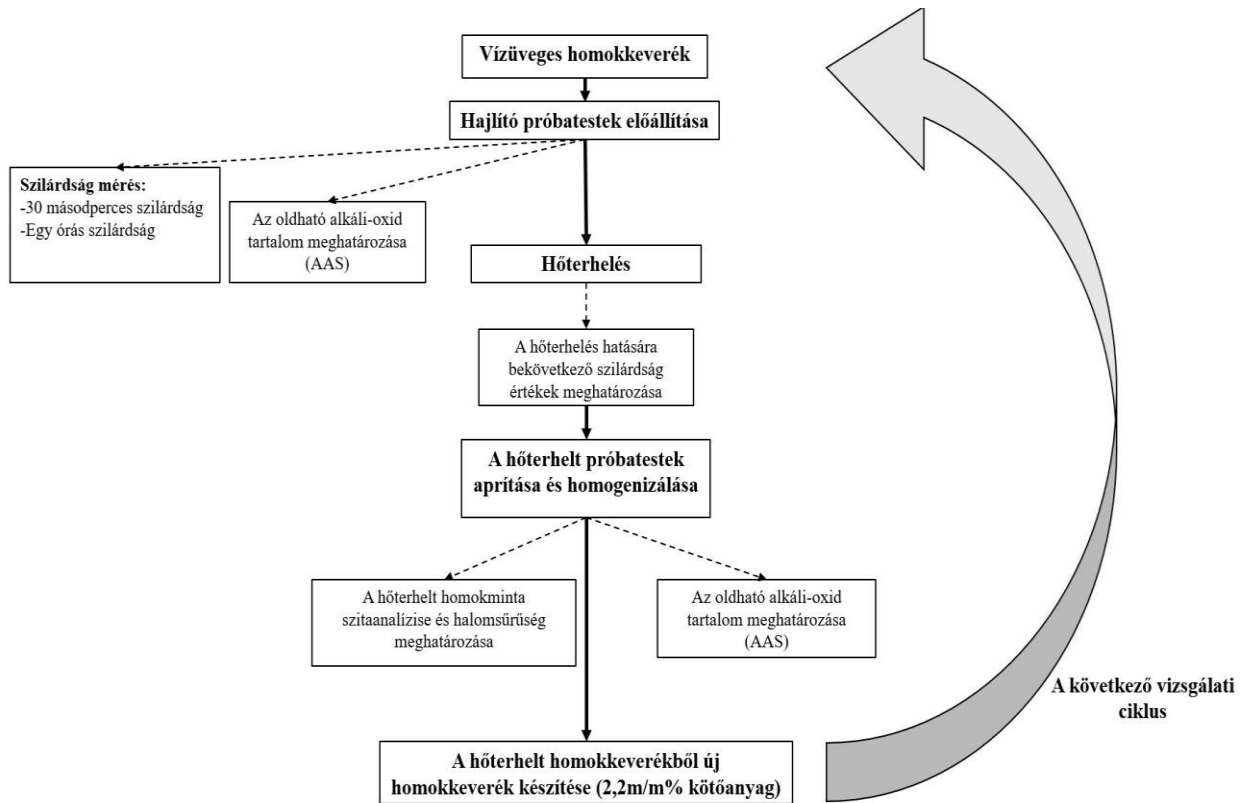 Vízüveges homokkeverék
Hajlító próbatestek előállítása
Szilárdság mérés:
-30 másodperces szilárdság
-Egy órás szilárdság
Az oldható alkáli-oxid
tartalom meghatározása
(AAS)
Hőterhelés
A hőterhelés hatására
bekövetkező szilárdság
értékek meghatározása
A hőterhelt próbatestek
aprítása és homogenizálása
A hőterhelt homokminta
szitaanalízise és halomsűrűség
meghatározása
Az oldható alkáli-oxid
tartalom meghatározása
(AAS)
A következő vizsgálati
ciklus
A hőterhelt homokkeverékből új
homokkeverék készítése (2,2m/m% kötőanyag)